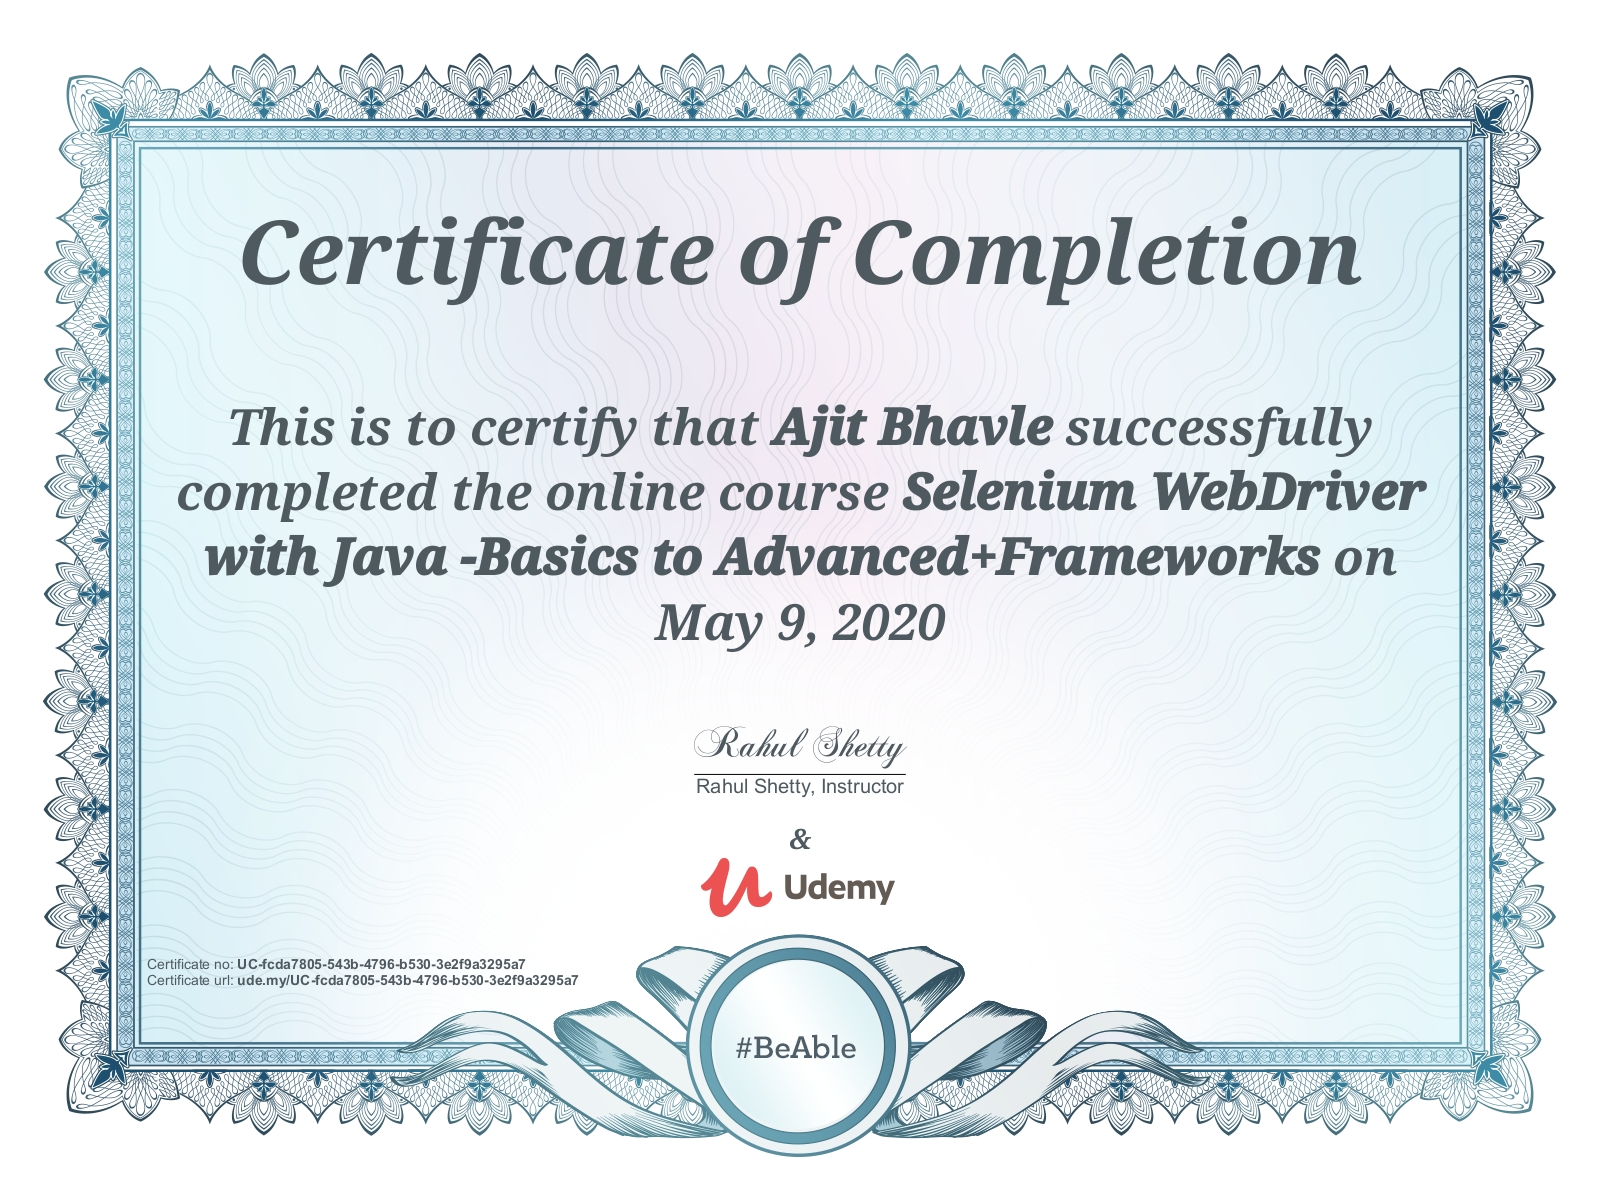 Certificate of Completion
This is to certify that Ajit Bhavle successfully
completed the online course Selenium WebDriver
with Java -Basics to Advanced+Frameworks on
May 9, 2020
Rahul Shetty
Rahul Shetty, Instructor
&
Udemy
Certificate no: UC-fcda7805-543b-4796-b530-3e2f9a3295a7
Certificate url: ude.my/UC-fcda7805-543b-4796-b530-3e2f9a3295a7
#BeAble